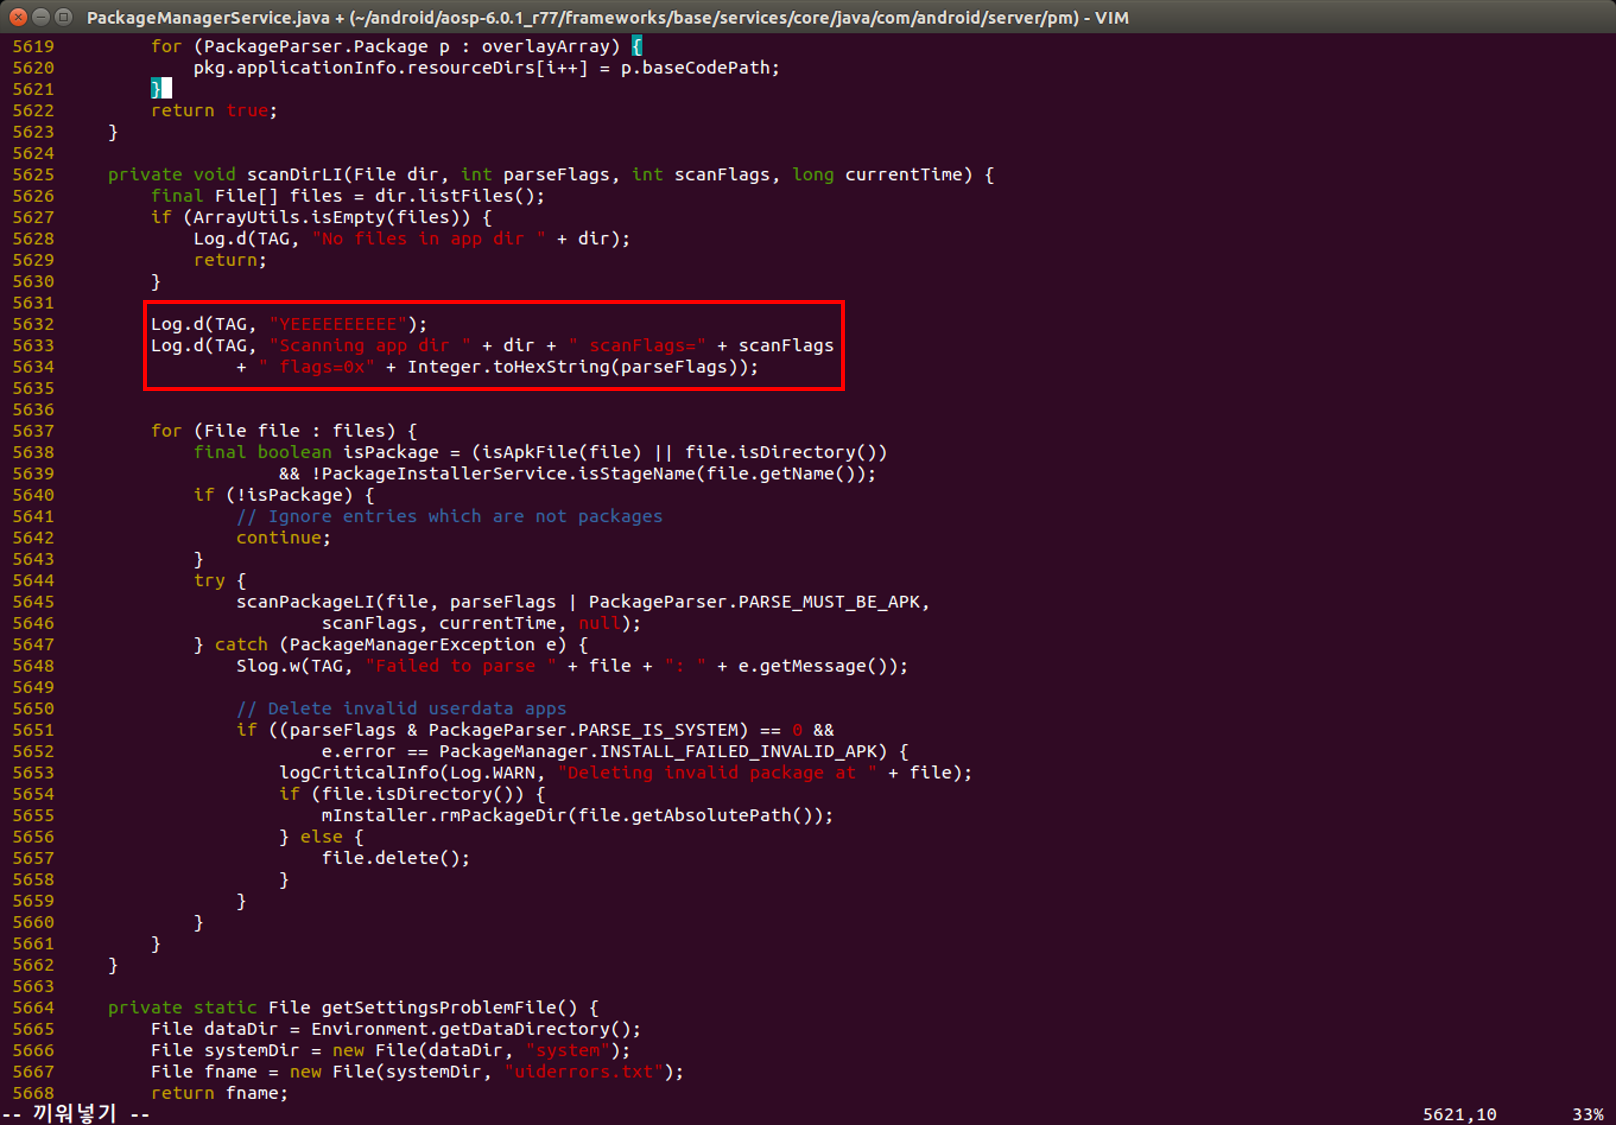 PackageManagerService.java + (~/android/aosp-6.0.1_r77/frameworks/base/services/core/java/com/android/server/pm) - VIM
5619         for (PackageParser.Package p : overlayArray) {
5620             pkg.applicationInfo.resourceDirs[i++] = p.baseCodePath;
5621         }
5622         return true;
5623     }
5624
5625     private void scanDirLI(File dir, int parseFlags, int scanFlags, long currentTime) {
5626         final File[] files = dir.listFiles();
5627         if (ArrayUtils.isEmpty(files)) {
5628             Log.d(TAG, "No files in app dir " + dir);
5629             return;
5630         }
5631
5632         Log.d(TAG, "YEEEEEEEEEE");
5633         Log.d(TAG, "Scanning app dir " + dir + " scanFlags=" + scanFlags
5634                 + " flags=0x" + Integer.toHexString(parseFlags));
5635
5636
5637         for (File file : files) {
5638             final boolean isPackage = (isApkFile(file) || file.isDirectory())
5639                     && !PackageInstallerService.isStageName(file.getName());
5640             if (!isPackage) {
5641                 // Ignore entries which are not packages
5642                 continue;
5643             }
5644             try {
5645                 scanPackageLI(file, parseFlags | PackageParser.PARSE_MUST_BE_APK,
5646                         scanFlags, currentTime, null);
5647             } catch (PackageManagerException e) {
5648                 Slog.w(TAG, "Failed to parse " + file + ": " + e.getMessage());
5649
5650                 // Delete invalid userdata apps
5651                 if ((parseFlags & PackageParser.PARSE_IS_SYSTEM) == 0 &&
5652                         e.error == PackageManager.INSTALL_FAILED_INVALID_APK) {
5653                     logCriticalInfo(Log.WARN, "Deleting invalid package at " + file);
5654                     if (file.isDirectory()) {
5655                         mInstaller.rmPackageDir(file.getAbsolutePath());
5656                     } else {
5657                         file.delete();
5658                     }
5659                 }
5660             }
5661         }
5662     }
5663
5664     private static File getSettingsProblemFile() {
5665         File dataDir = Environment.getDataDirectory();
5666         File systemDir = new File(dataDir, "system");
5667         File fname = new File(systemDir, "uiderrors.txt");
5668         return fname;
-- 끼워넣기 -- 5621,10 33%